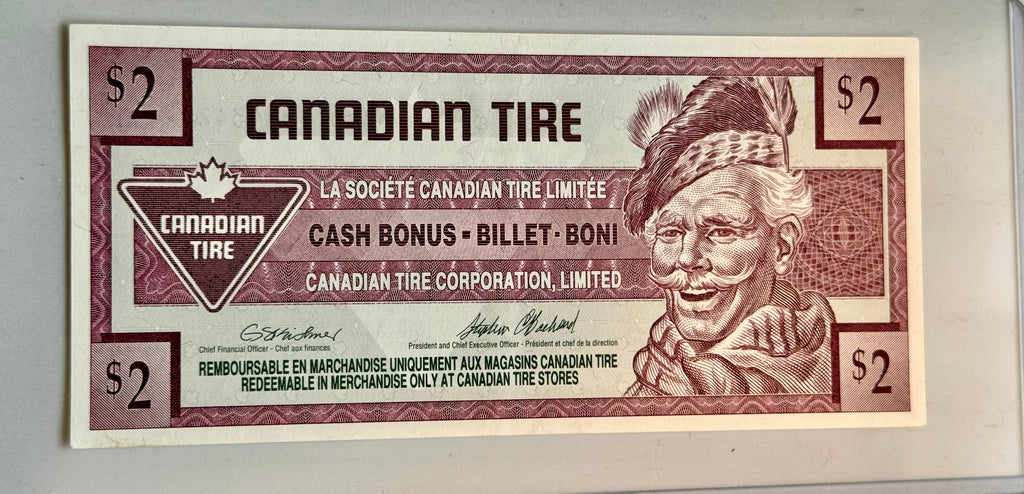 $2
$2
CANADIAN TIRE
LA SOCIÉTÉ CANADIAN TIRE LIMITÉE
CANADIAN
TIRE
CASH BONUS - BILLET - BONI
CANADIAN TIRE CORPORATION, LIMITED
Chief Financial Officer - Chef aux finances
President and Chief Executive Officer - Président et chef de la direction
REMBOURSABLE EN MARCHANDISE UNIQUEMENT AUX MAGASINS CANADIAN TIRE
REDEEMABLE IN MERCHANDISE ONLY AT CANADIAN TIRE STORES
$2
$2